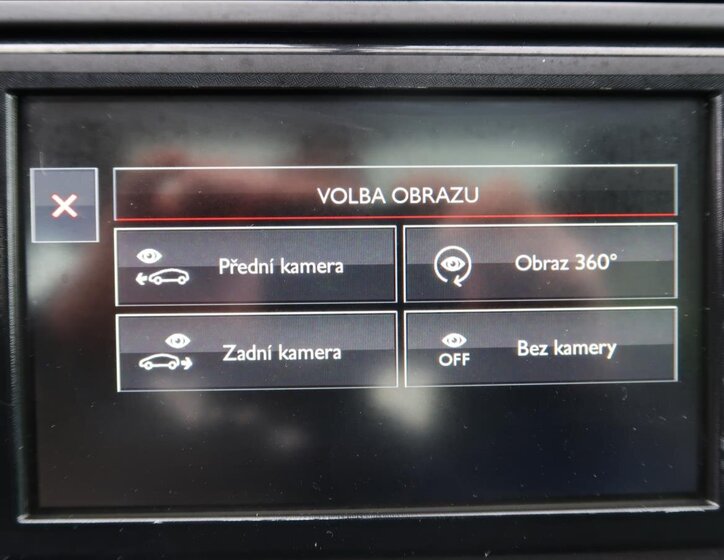 VOLBA OBRAZU
Přední kamera
Obraz 360°
Zadní kamera
OFF
Bez kamery